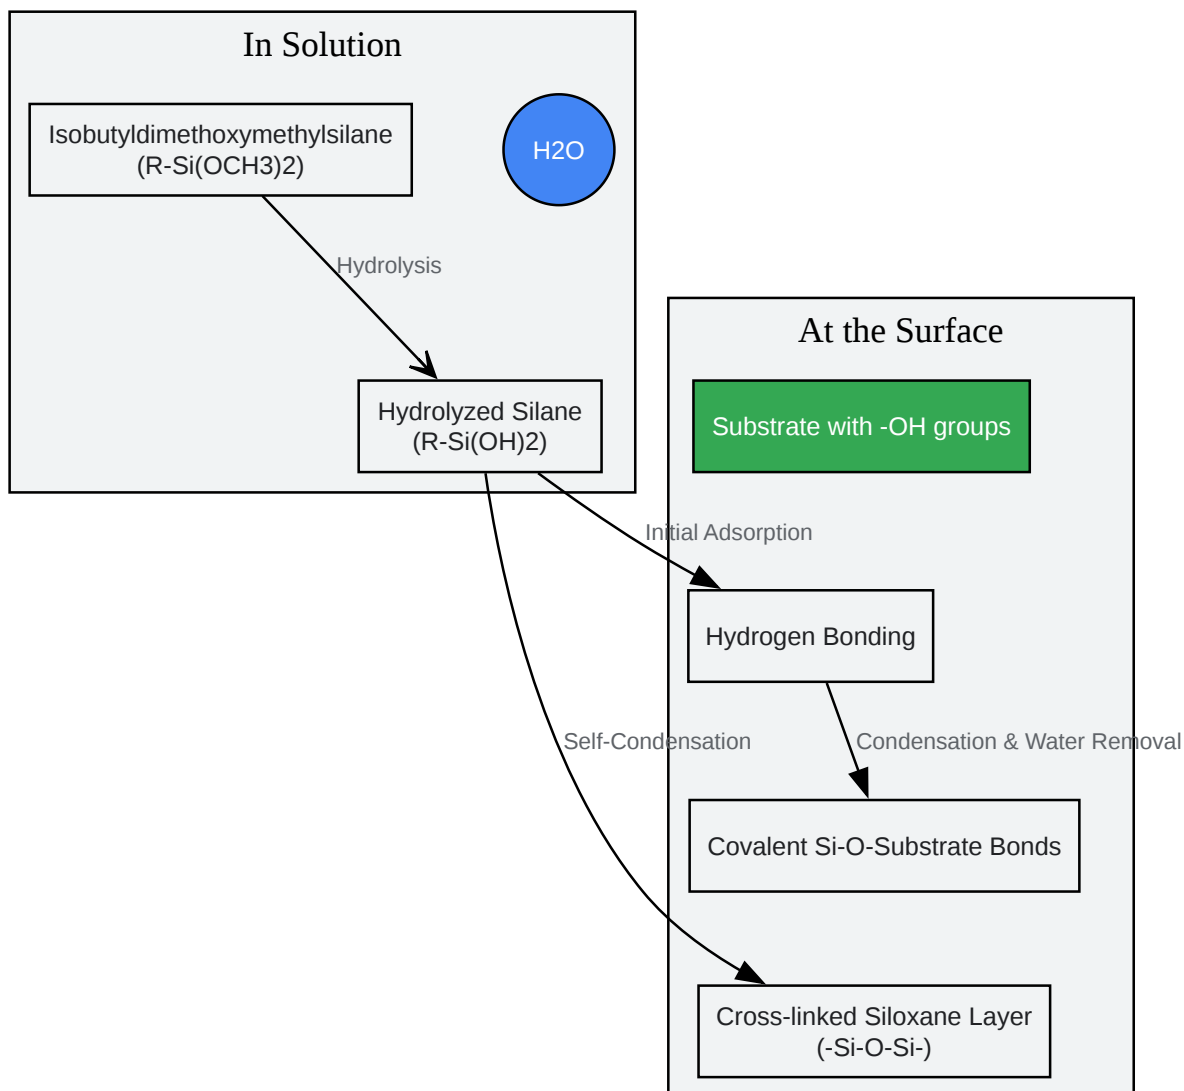 In Solution
Isobutyldimethoxymethylsilane
(R-Si(OCH3)2)
H2O
Hydrolysis
Hydrolyzed Silane
(R-Si(OH)2)
At the Surface
Substrate with -OH groups
Initial Adsorption
Hydrogen Bonding
Self-Condensation
Condensation & Water Removal
Covalent Si-O-Substrate Bonds
Cross-linked Siloxane Layer
(-Si-O-Si-)